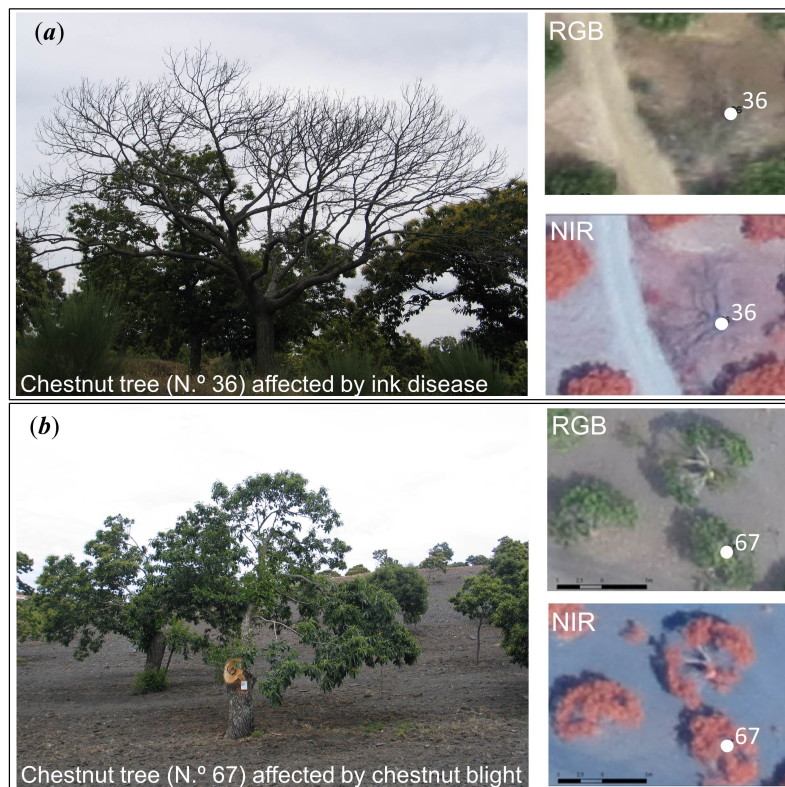 (a)
RGB
36
NIR
36
Chestnut tree (N.º 36) affected by ink disease
(b)
RGB
67
NIR
67
Chestnut tree (N.º 67) affected by chestnut blight